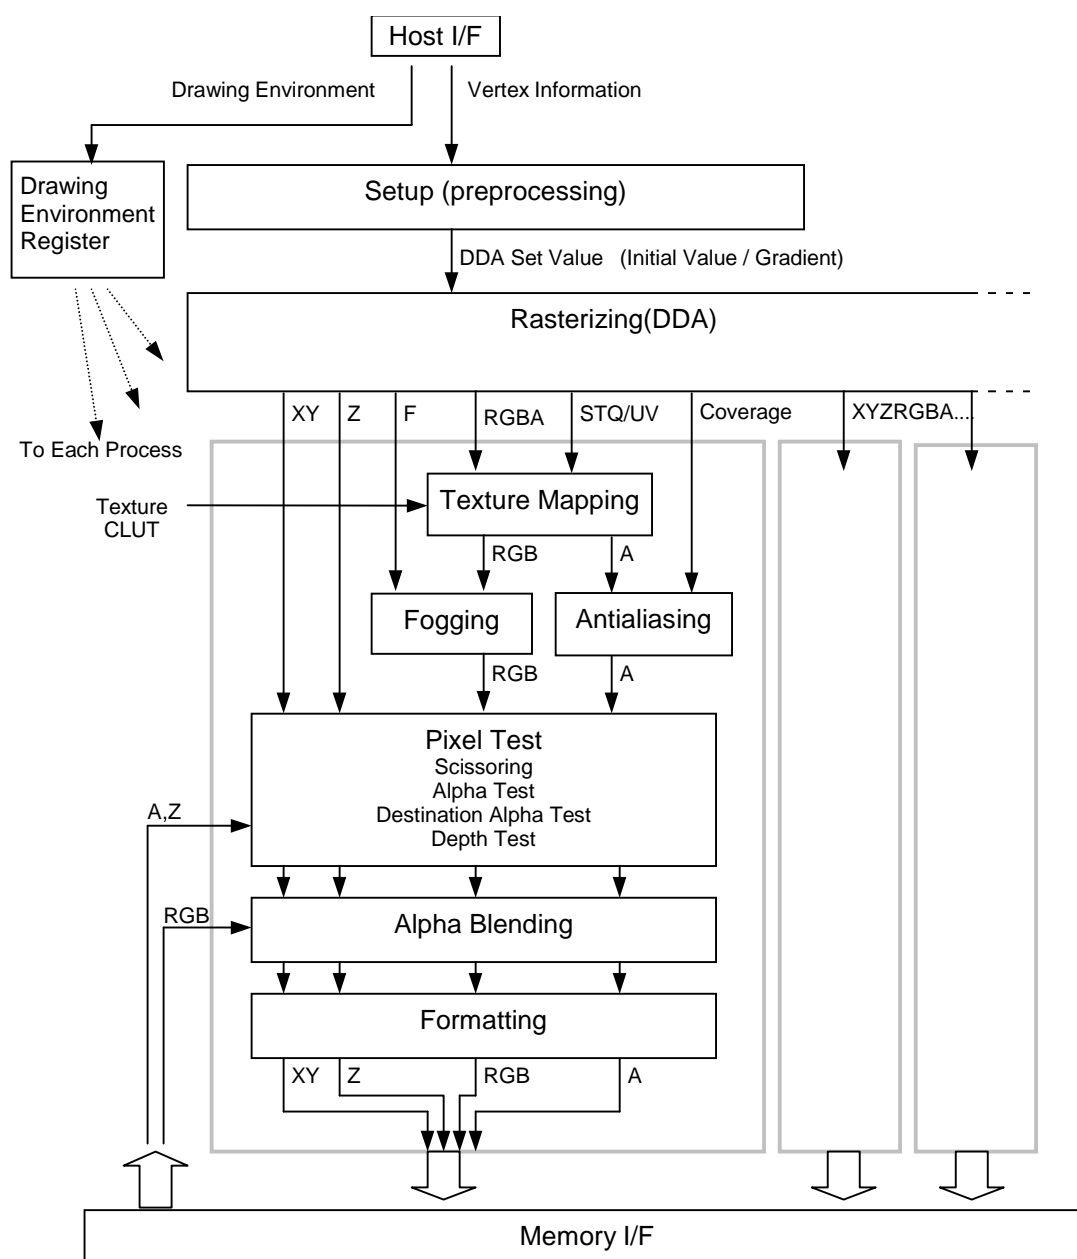 Host I/F
Drawing Environment
Vertex Information
Drawing
Environment
Register
Setup (preprocessing)
DDA Set Value (Initial Value / Gradient)
Rasterizing(DDA)
XY
Z
F
RGBA
STQ/UV
Coverage
XYZRGBA....
To Each Process
Texture
CLUT
Texture Mapping
RGB
A
Fogging
Antialiasing
RGB
A
Pixel Test
Scissoring
Alpha Test
Destination Alpha Test
Depth Test
A,Z
RGB
Alpha Blending
Formatting
XY
Z
RGB
A
Memory I/F